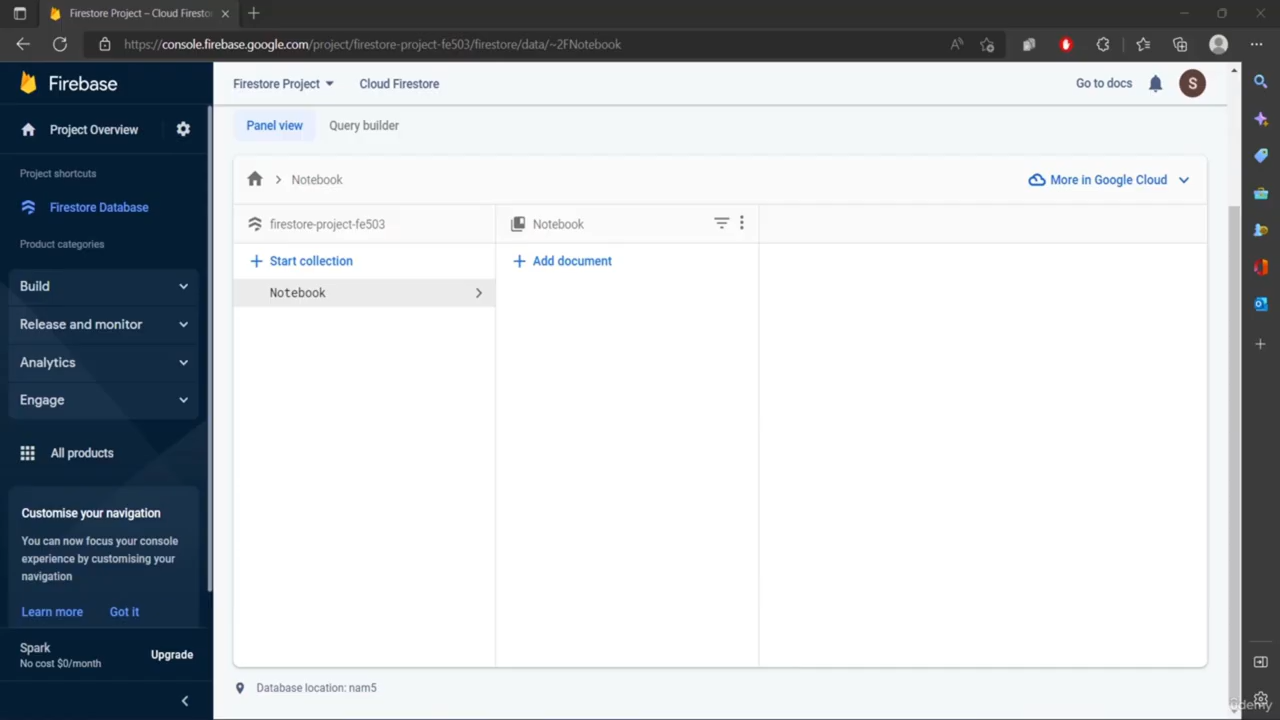 Firestore Project – Cloud Firesto
https://console.firebase.google.com/project/firestore-project-fe503/firestore/data/~2FNotebook
Firebase
Firestore Project
Cloud Firestore
Go to docs
S
Project Overview
Panel view
Query builder
Project shortcuts
Firestore Database
Notebook
More in Google Cloud
firestore-project-fe503
Notebook
Product categories
Start collection
Add document
Build
Notebook
Release and monitor
Analytics
Engage
All products
Customise your navigation
You can now focus your console
experience by customising your
navigation
Learn more
Got it
Spark
No cost $0/month
Upgrade
Database location: nam5